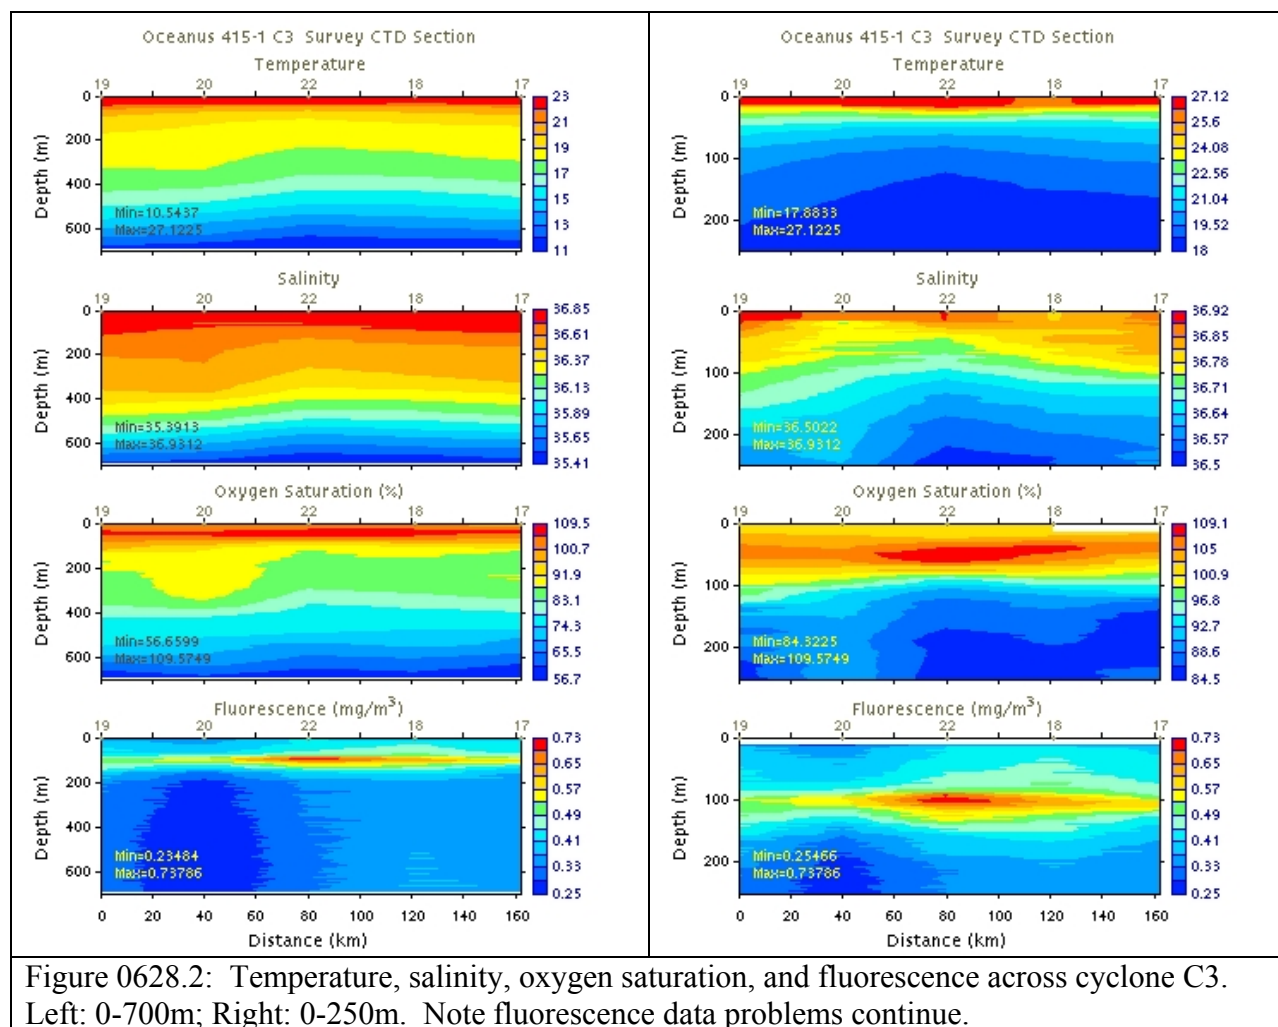 Oceanus 415-1 C3 Survey CTD Section
Temperature
19 20 22 18 17
0
200
400
600
Depth (m)
Min=10.5437
Max=27.1225
23
21
19
17
15
13
11
Salinity
19 20 22 18 17
0
200
400
600
Depth (m)
Min=35.3913
Max=36.9312
36.85
36.61
36.37
36.13
35.89
35.65
35.41
Oxygen Saturation (%)
19 20 22 18 17
0
200
400
600
Depth (m)
Min=56.6599
Max=109.5749
109.5
100.7
91.9
83.1
74.3
65.5
56.7
Fluorescence (mg/m³)
19 20 22 18 17
0
200
400
600
Depth (m)
Min=0.23484
Max=0.73786
0.73
0.65
0.57
0.49
0.41
0.33
0.25
0 20 40 60 80 100 120 140 160
Distance (km)
Oceanus 415-1 C3 Survey CTD Section
Temperature
19 20 22 18 17
0
100
200
Depth (m)
Min=17.8833
Max=27.1225
27.12
25.6
24.08
22.56
21.04
19.52
18
Salinity
19 20 22 18 17
0
100
200
Depth (m)
Min=36.5022
Max=36.9312
36.92
36.85
36.78
36.71
36.64
36.57
36.5
Oxygen Saturation (%)
19 20 22 18 17
0
100
200
Depth (m)
Min=84.3225
Max=109.5749
109.1
105
100.9
96.8
92.7
88.6
84.5
Fluorescence (mg/m³)
19 20 22 18 17
0
100
200
Depth (m)
Min=0.25466
Max=0.73786
0.73
0.65
0.57
0.49
0.41
0.33
0.25
0 20 40 60 80 100 120 140 160
Distance (km)
Figure 0628.2: Temperature, salinity, oxygen saturation, and fluorescence across cyclone C3.
Left: 0-700m; Right: 0-250m. Note fluorescence data problems continue.